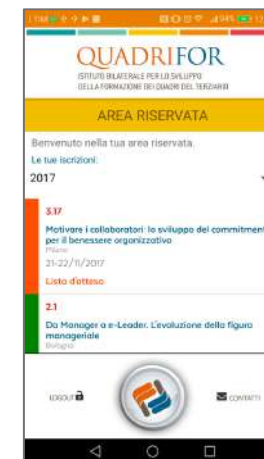 TIM
94%
QUADRIFOR
ISTITUTO BILATERALE PER LO SVILUPPO
DELLA FORMAZIONE DEI QUADRI DEL TERZIARIO
AREA RISERVATA
Benvenuto nella tua area riservata.
Le tue iscrizioni:
2017
3.17
Motivare i collaboratori: lo sviluppo del commitment
per il benessere organizzativo
Milano
21-22/11/2017
Lista d'attesa
2.1
Da Manager a e-Leader. L'evoluzione della figura
manageriale
Bologna
LOGOUT
CONTATTI